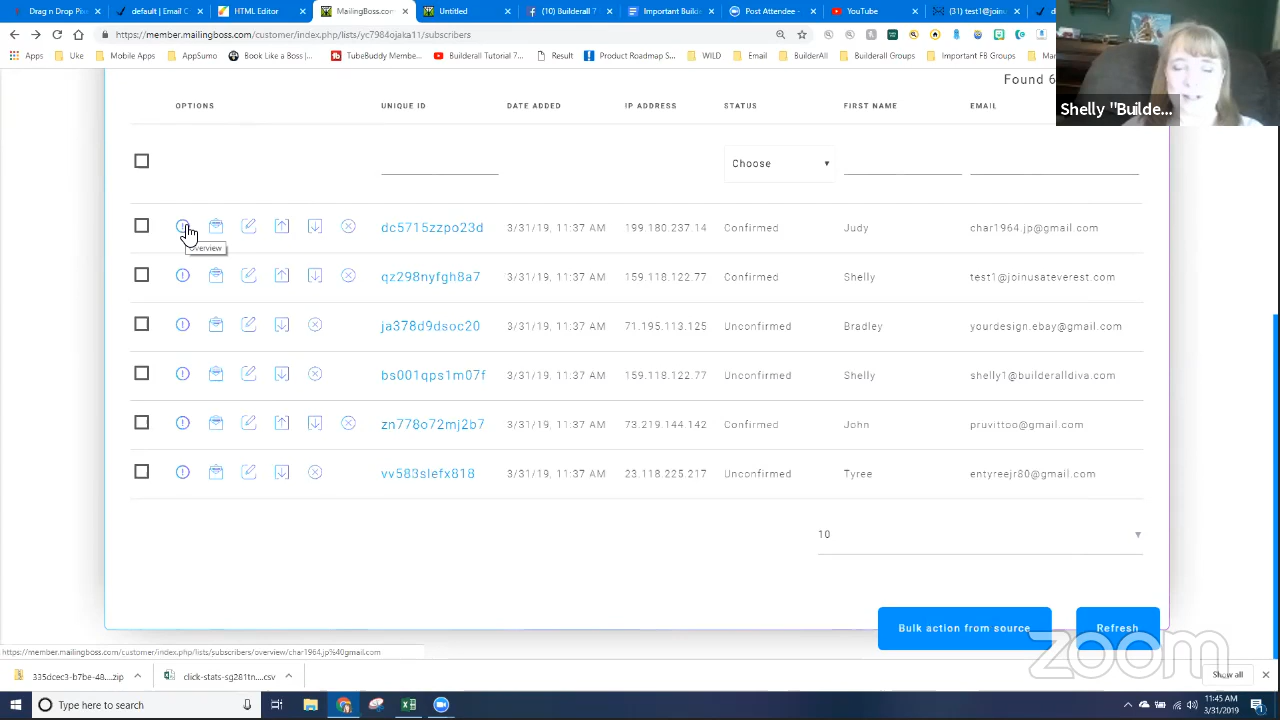 Drag n Drop Pixels
default | Email C
HTML Editor
MailingBoss.com
Untitled
(10) Builderall 7
Important Builde
Post Attendee -
YouTube
(31) test1@joinu
https://member.mailingboss.com/customer/index.php/lists/yc7984ojaka11/subscribers
Apps Uke Mobile Apps AppSumo Book Like a Boss |... TubeBuddy Membe... Builderall Tutorial 7... Result Product Roadmap S... WILD Email BuilderAll Builderall Groups Important FB Groups
Found 6
Shelly "Builde...
OPTIONS UNIQUE ID DATE ADDED IP ADDRESS STATUS FIRST NAME EMAIL
Choose
dc5715zzpo23d 3/31/19, 11:37 AM 199.180.237.14 Confirmed Judy char1964.jp@gmail.com
Overview
qz298nyfgh8a7 3/31/19, 11:37 AM 159.118.122.77 Confirmed Shelly test1@joinusateverest.com
ja378d9dsoc20 3/31/19, 11:37 AM 71.195.113.125 Unconfirmed Bradley yourdesign.ebay@gmail.com
bs001qps1m07f 3/31/19, 11:37 AM 159.118.122.77 Unconfirmed Shelly shelly1@builderalldiva.com
zn778o72mj2b7 3/31/19, 11:37 AM 73.219.144.142 Confirmed John pruvittoo@gmail.com
vv583slefx818 3/31/19, 11:37 AM 23.118.225.217 Unconfirmed Tyree entyreejr80@gmail.com
10
Bulk action from source Refresh
zoom
https://member.mailingboss.com/customer/index.php/lists/subscribers/overview/char1964.jp%40gmail.com
335dcec3-b7be-48....zip click-stats-sg281tn....csv Show all
Type here to search
11:45 AM
3/31/2019